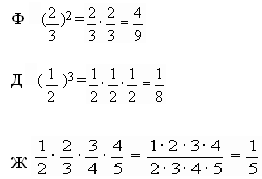 Ф (2/3)² = 2/3 · 2/3 = 4/9
Д (1/2)³ = 1/2 · 1/2 · 1/2 = 1/8
Ж 1/2 · 2/3 · 3/4 · 4/5 = 1·2·3·4/2·3·4·5 = 1/5